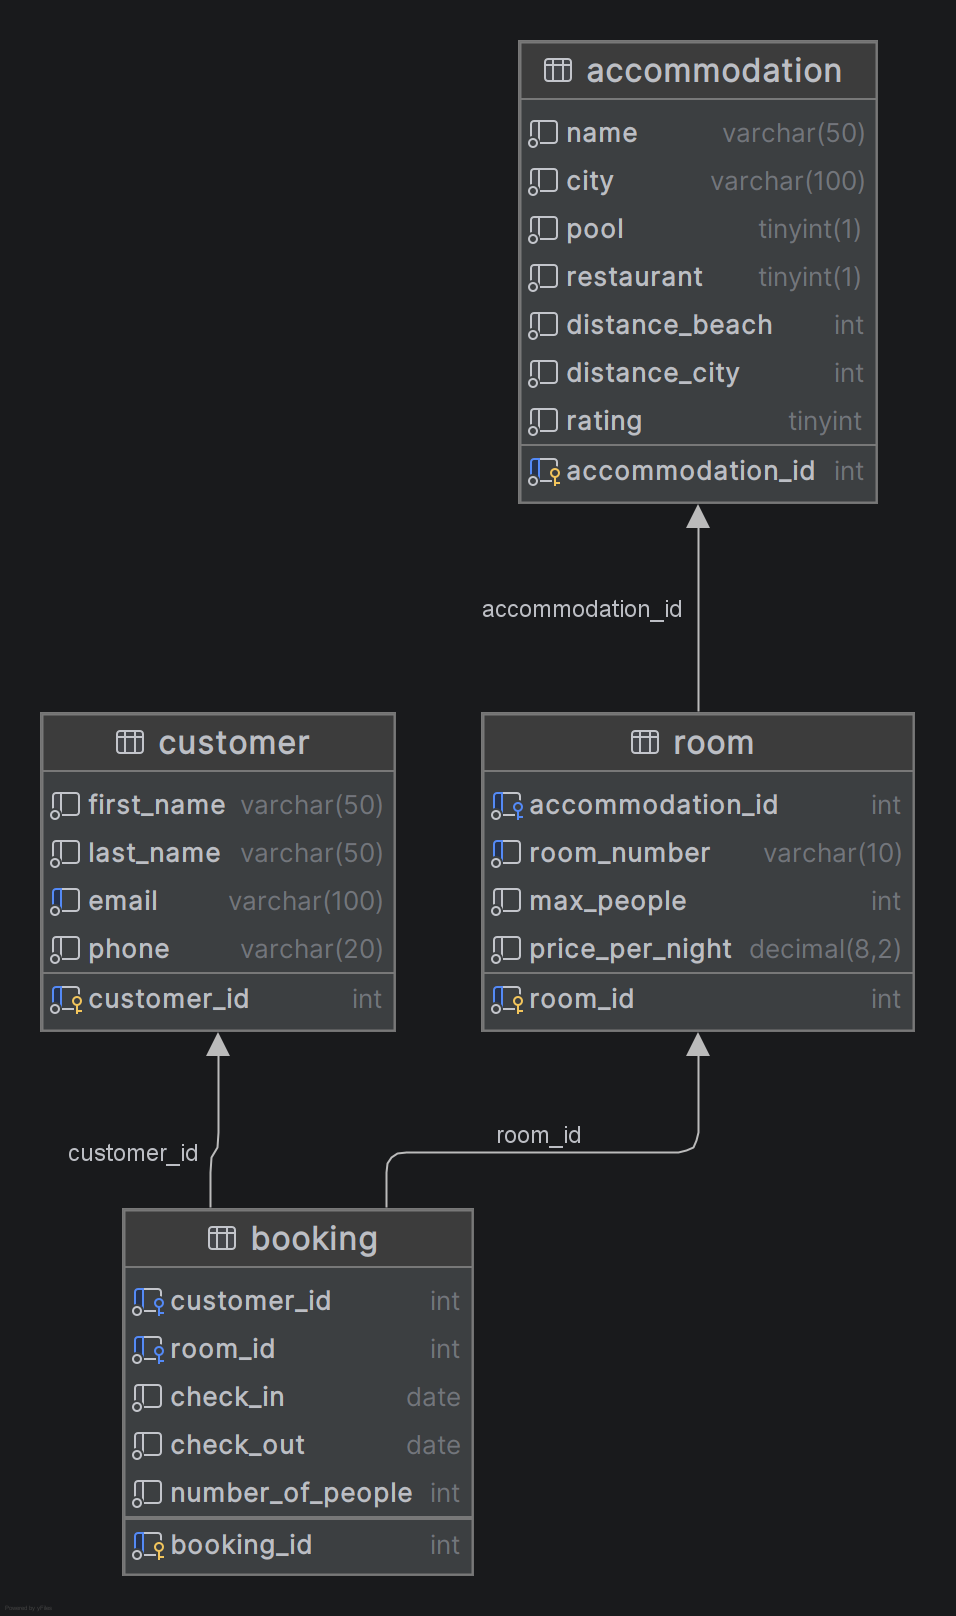 accommodation
name varchar(50)
city varchar(100)
pool tinyint(1)
restaurant tinyint(1)
distance_beach int
distance_city int
rating tinyint
accommodation_id int
accommodation_id
customer
first_name varchar(50)
last_name varchar(50)
email varchar(100)
phone varchar(20)
customer_id int
room
accommodation_id int
room_number varchar(10)
max_people int
price_per_night decimal(8,2)
room_id int
customer_id
room_id
booking
customer_id int
room_id int
check_in date
check_out date
number_of_people int
booking_id int
Powered by yFiles